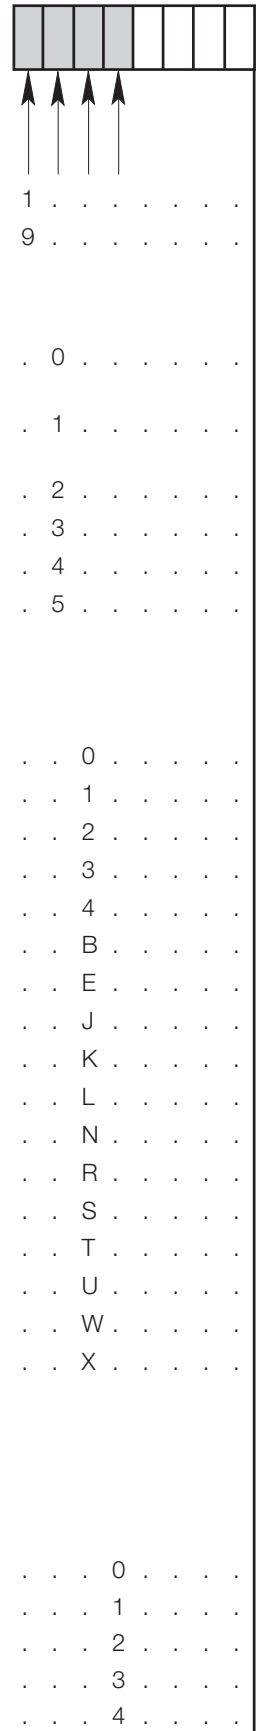 1 . . . . . . .
9 . . . . . . .
. 0 . . . . . .
. 1 . . . . . .
. 2 . . . . . .
. 3 . . . . . .
. 4 . . . . . .
. 5 . . . . . .
. . 0 . . . . .
. . 1 . . . . .
. . 2 . . . . .
. . 3 . . . . .
. . 4 . . . . .
. . B . . . . .
. . E . . . . .
. . J . . . . .
. . K . . . . .
. . L . . . . .
. . N . . . . .
. . R . . . . .
. . S . . . . .
. . T . . . . .
. . U . . . . .
. . W . . . . .
. . X . . . . .
. . . 0 . . . .
. . . 1 . . . .
. . . 2 . . . .
. . . 3 . . . .
. . . 4 . . . .